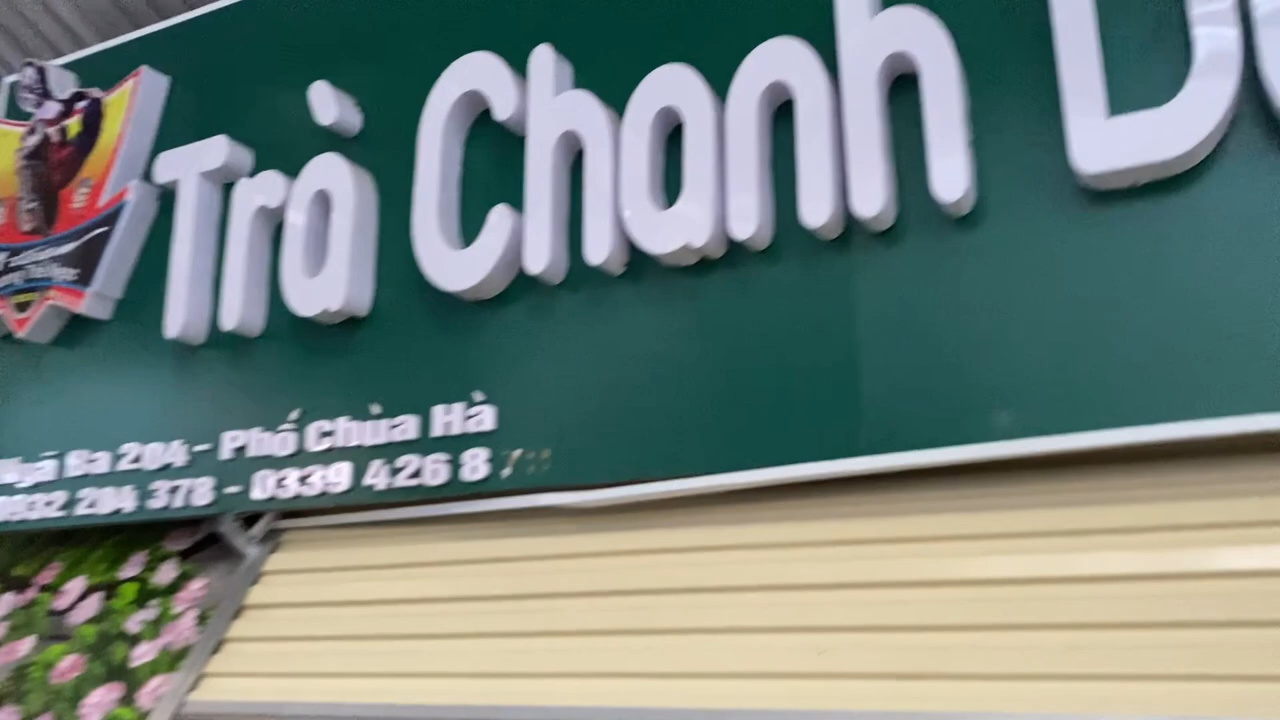 Trà Chanh
Ngã Ba 204 - Phố Chùa Hà
0932 204 378 - 0339 426 8